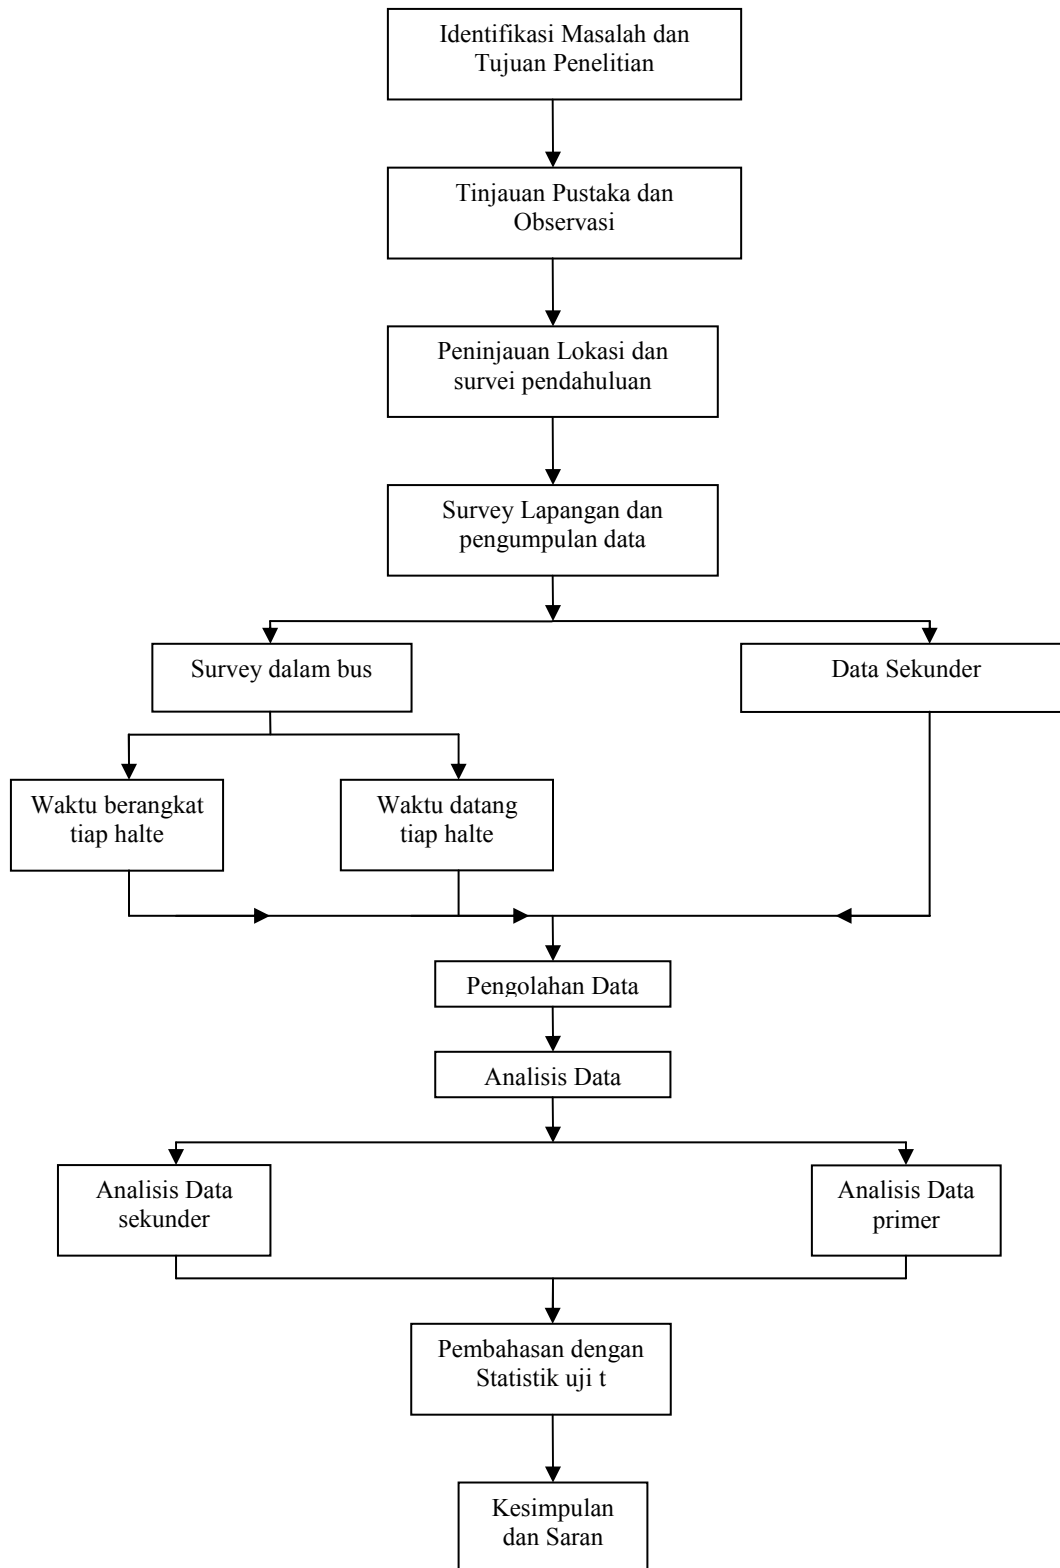 Identifikasi Masalah dan
Tujuan Penelitian
Tinjauan Pustaka dan
Observasi
Peninjauan Lokasi dan
survei pendahuluan
Survey Lapangan dan
pengumpulan data
Survey dalam bus
Data Sekunder
Waktu berangkat
tiap halte
Waktu datang
tiap halte
Pengolahan Data
Analisis Data
Analisis Data
sekunder
Analisis Data
primer
Pembahasan dengan
Statistik uji t
Kesimpulan
dan Saran